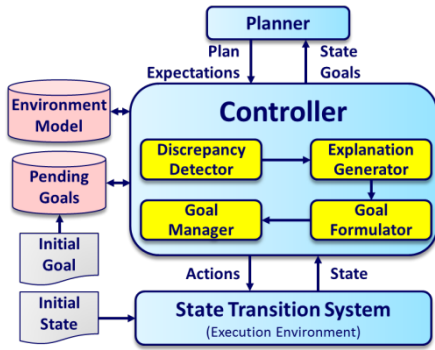 Planner
Plan
Expectations
State
Goals
Environment
Model
Controller
Discrepancy
Detector
Explanation
Generator
Pending
Goals
Goal
Manager
Goal
Formulator
Initial
Goal
Actions
State
Initial
State
State Transition System
(Execution Environment)